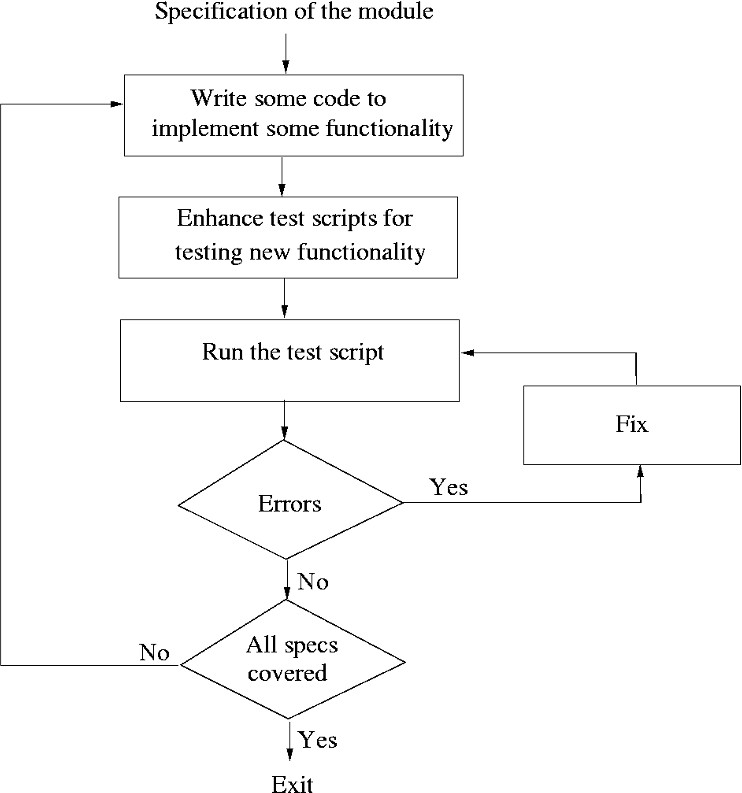 Specification of the module
Write some code to
implement some functionality
Enhance test scripts for
testing new functionality
Run the test script
Fix
Errors
Yes
No
All specs
covered
No
Yes
Exit